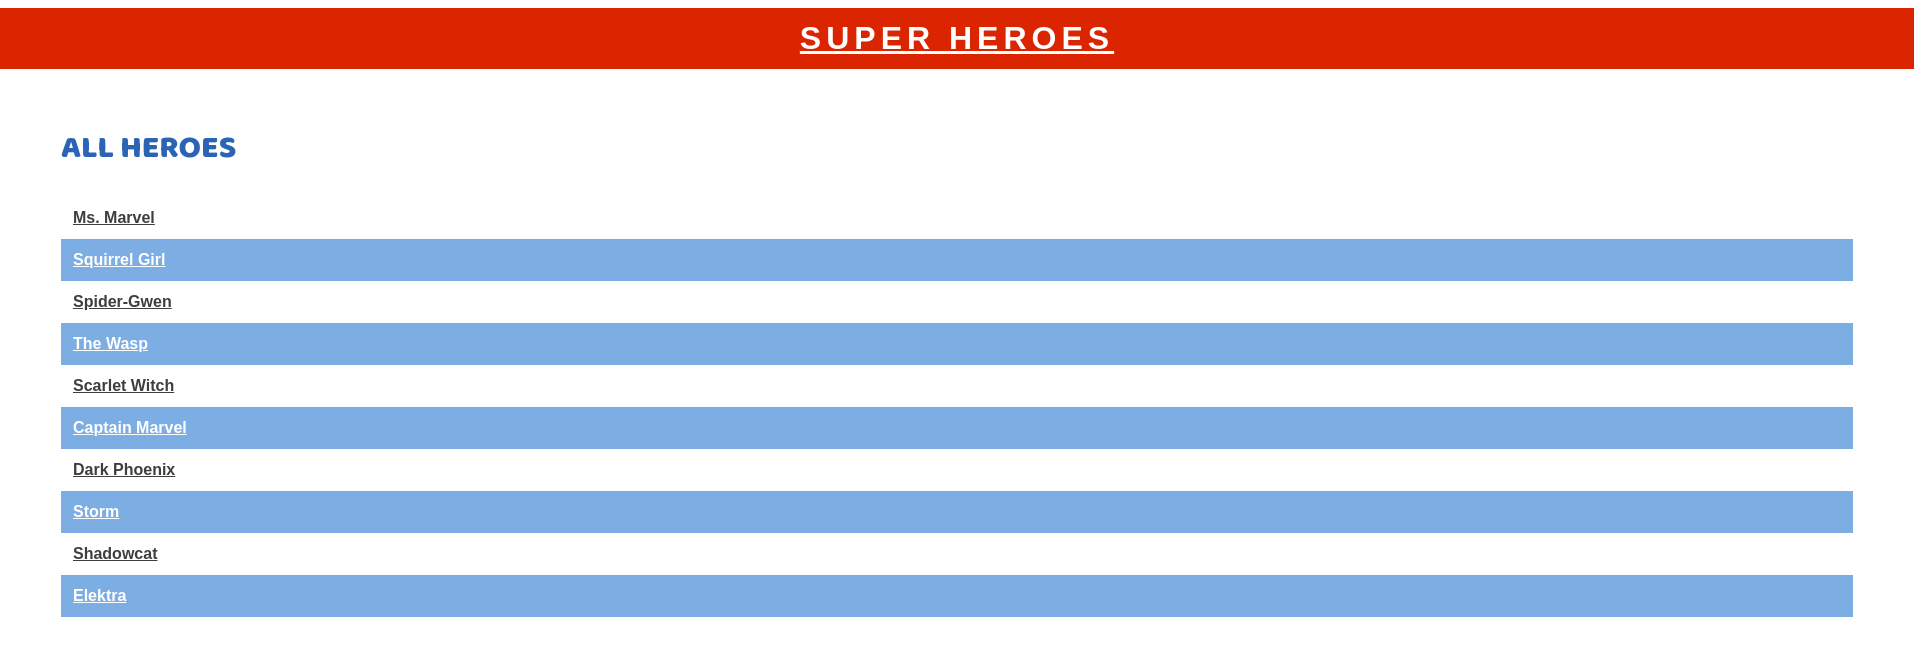 SUPER HEROES
ALL HEROES
Ms. Marvel
Squirrel Girl
Spider-Gwen
The Wasp
Scarlet Witch
Captain Marvel
Dark Phoenix
Storm
Shadowcat
Elektra